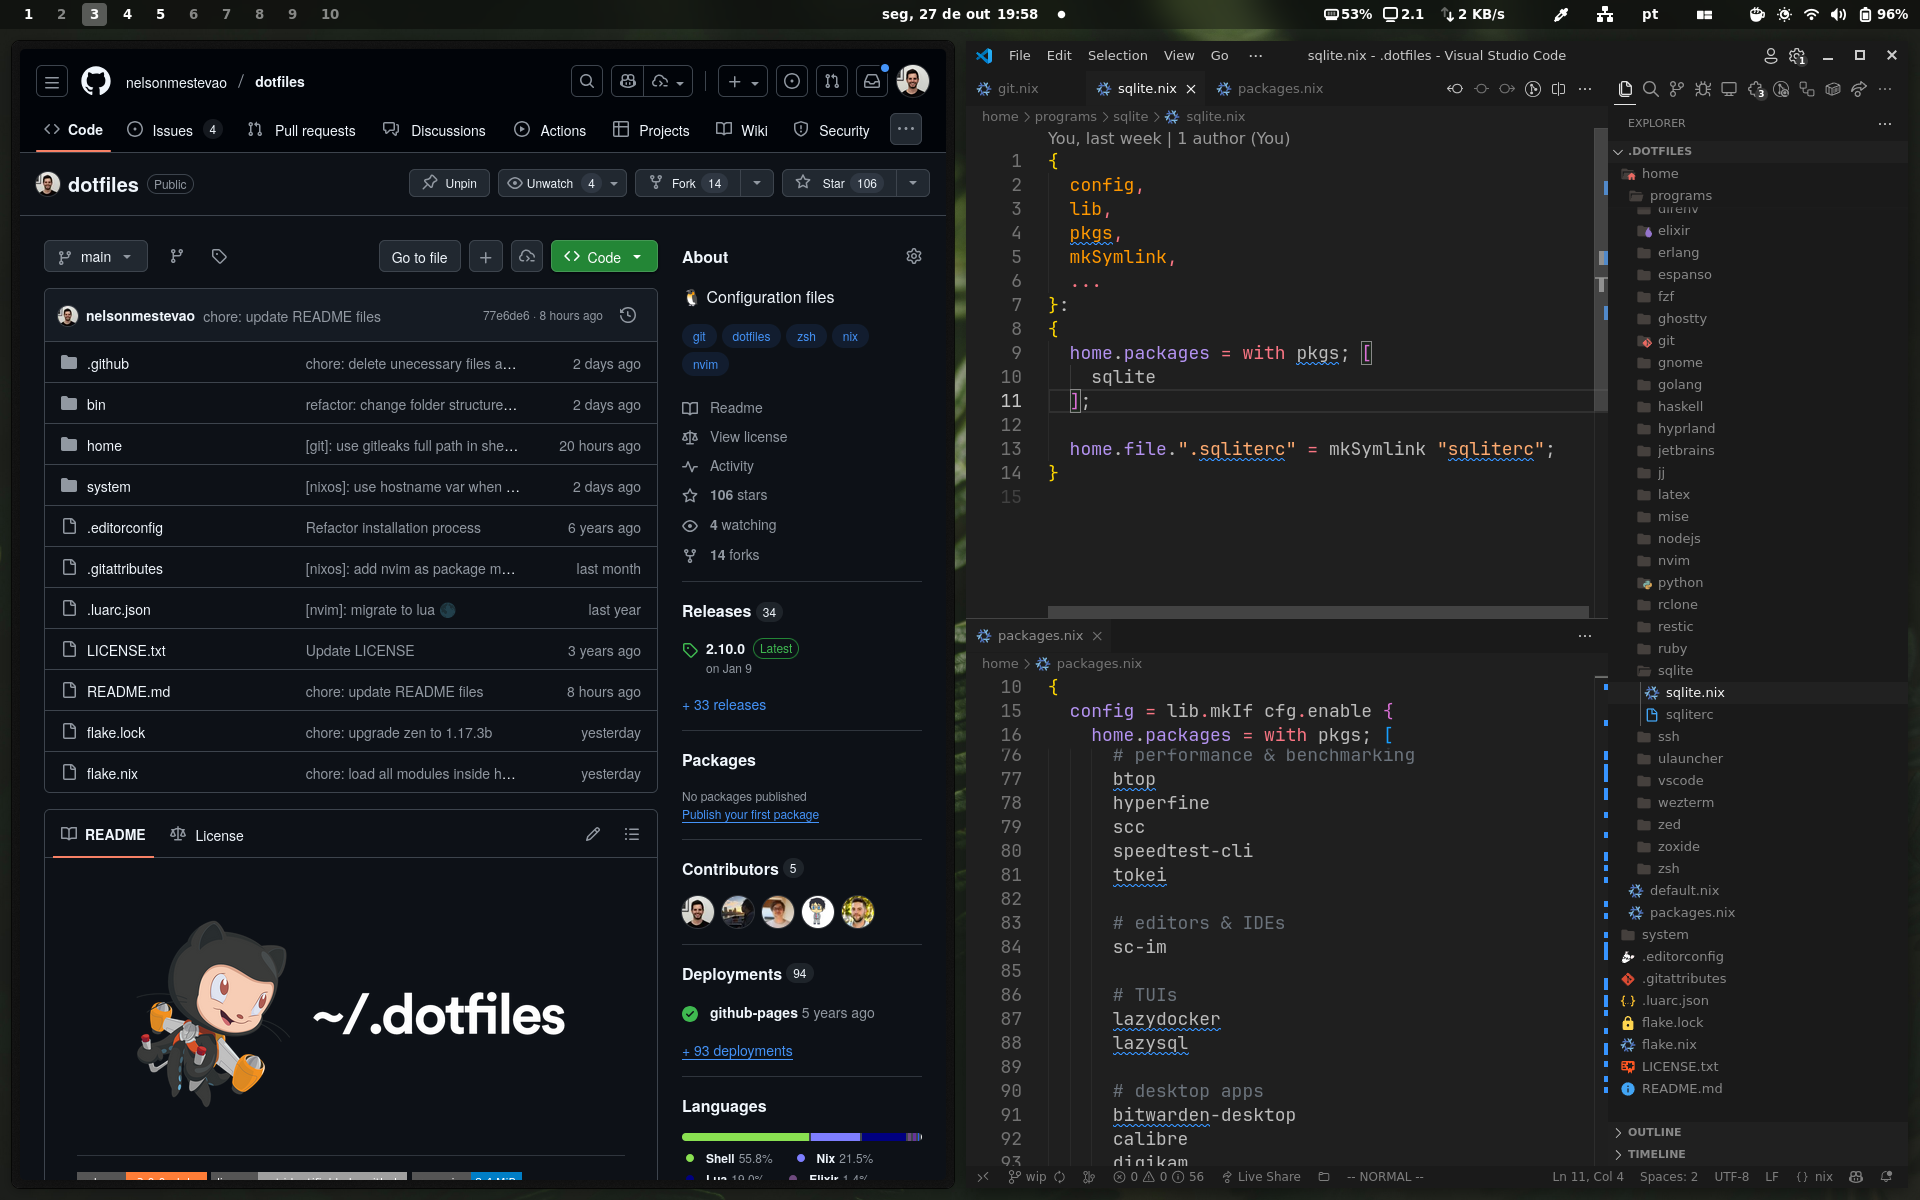 1 2 3 4 5 6 7 8 9 10
seg, 27 de out 19:58
53% 2.1 2 KB/s pt 96%
nelsonmestevao / dotfiles
Code Issues 4 Pull requests Discussions Actions Projects Wiki Security
dotfiles Public Unpin Unwatch 4 Fork 14 Star 106
main Go to file Code
nelsonmestevao chore: update README files 77e6de6 · 8 hours ago
.github chore: delete unecessary files a… 2 days ago
bin refactor: change folder structure… 2 days ago
home [git]: use gitleaks full path in she… 20 hours ago
system [nixos]: use hostname var when … 2 days ago
.editorconfig Refactor installation process 6 years ago
.gitattributes [nixos]: add nvim as package m… last month
.luarc.json [nvim]: migrate to lua 🌑 last year
LICENSE.txt Update LICENSE 3 years ago
README.md chore: update README files 8 hours ago
flake.lock chore: upgrade zen to 1.17.3b yesterday
flake.nix chore: load all modules inside h… yesterday
README License
~/.dotfiles
About
🐧 Configuration files
git dotfiles zsh nix
nvim
Readme
View license
Activity
106 stars
4 watching
14 forks
Releases 34
2.10.0 Latest
on Jan 9
+ 33 releases
Packages
No packages published
Publish your first package
Contributors 5
Deployments 94
github-pages 5 years ago
+ 93 deployments
Languages
Shell 55.8% Nix 21.5%
Lua 19.0% Elixir 1.4%
File Edit Selection View Go ··· sqlite.nix - .dotfiles - Visual Studio Code 1
git.nix sqlite.nix packages.nix 3
home > programs > sqlite > sqlite.nix
You, last week | 1 author (You)
1 {
2 config,
3 lib,
4 pkgs,
5 mkSymlink,
6 ...
7 }:
8 {
9 home.packages = with pkgs; [
10 sqlite
11 ];
12
13 home.file.".sqliterc" = mkSymlink "sqliterc";
14 }
15
packages.nix
home > packages.nix
10 {
15 config = lib.mkIf cfg.enable {
16 home.packages = with pkgs; [
76 # performance & benchmarking
77 btop
78 hyperfine
79 scc
80 speedtest-cli
81 tokei
82
83 # editors & IDEs
84 sc-im
85
86 # TUIs
87 lazydocker
88 lazysql
89
90 # desktop apps
91 bitwarden-desktop
92 calibre
93 digikam
EXPLORER
.DOTFILES
home
programs
direnv
elixir
erlang
espanso
fzf
ghostty
git
gnome
golang
haskell
hyprland
jetbrains
jj
latex
mise
nodejs
nvim
python
rclone
restic
ruby
sqlite
sqlite.nix
sqliterc
ssh
ulauncher
vscode
wezterm
zed
zoxide
zsh
default.nix
packages.nix
system
.editorconfig
.gitattributes
.luarc.json
flake.lock
flake.nix
LICENSE.txt
README.md
OUTLINE
TIMELINE
wip 0 0 56 Live Share -- NORMAL -- Ln 11, Col 4 Spaces: 2 UTF-8 LF { } nix